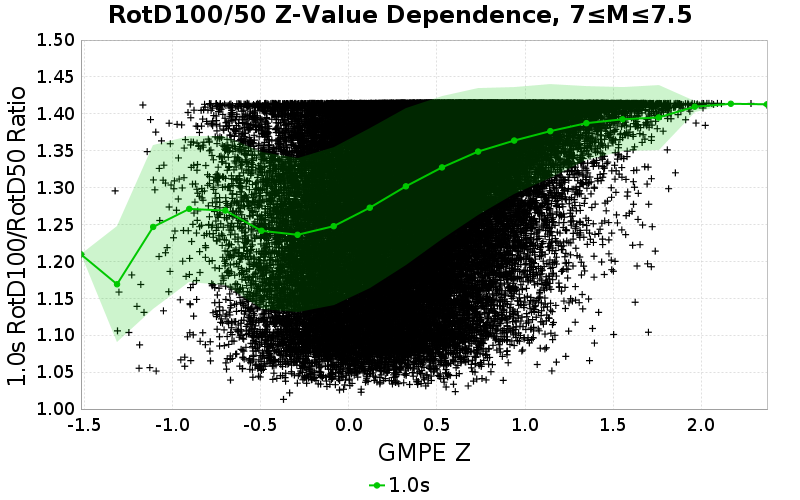 RotD100/50 Z-Value Dependence, 7≤M≤7.5
1.0s RotD100/RotD50 Ratio
1.50
1.45
1.40
1.35
1.30
1.25
1.20
1.15
1.10
1.05
1.00
-1.5 -1.0 -0.5 0.0 0.5 1.0 1.5 2.0
GMPE Z
1.0s